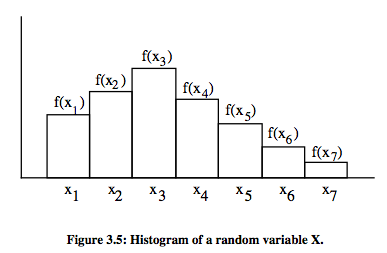 f(x₃)
f(x₂)
f(x₄)
f(x₁)
f(x₅)
f(x₆)
f(x₇)
x₁ x₂ x₃ x₄ x₅ x₆ x₇
Figure 3.5: Histogram of a random variable X.